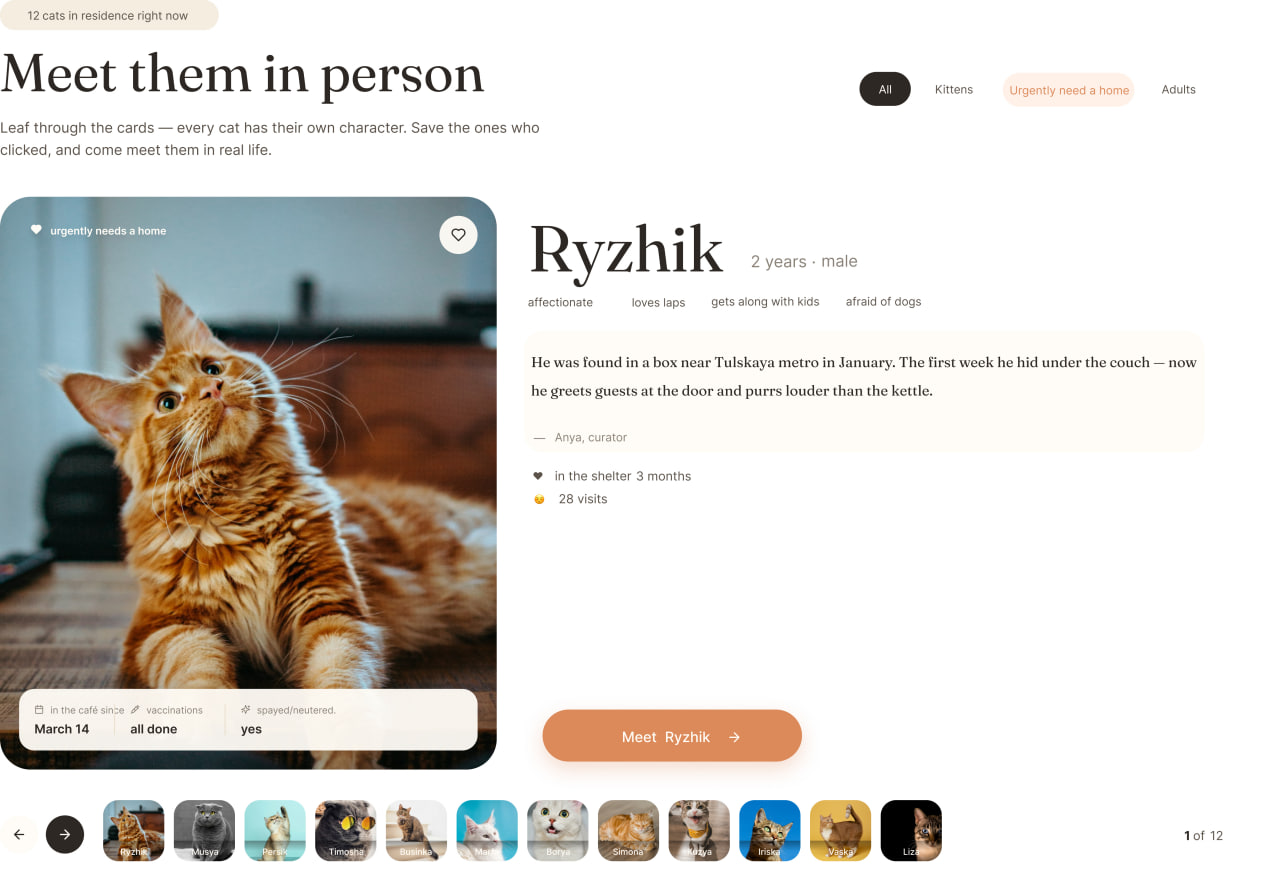 12 cats in residence right now
Meet them in person
All
Kittens
Urgently need a home
Adults
Leaf through the cards — every cat has their own character. Save the ones who
clicked, and come meet them in real life.
urgently needs a home
Ryzhik
2 years · male
affectionate
loves laps
gets along with kids
afraid of dogs
He was found in a box near Tulskaya metro in January. The first week he hid under the couch — now
he greets guests at the door and purrs louder than the kettle.
— Anya, curator
in the shelter 3 months
28 visits
in the café since
vaccinations
spayed/neutered.
March 14
all done
yes
Meet Ryzhik
Ryzhik
Musya
Persik
Timosha
Businka
Borya
Simona
Kuzya
Iriska
Vaska
Liza
1 of 12